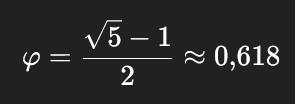 φ = (√5 − 1) / 2 ≈ 0,618